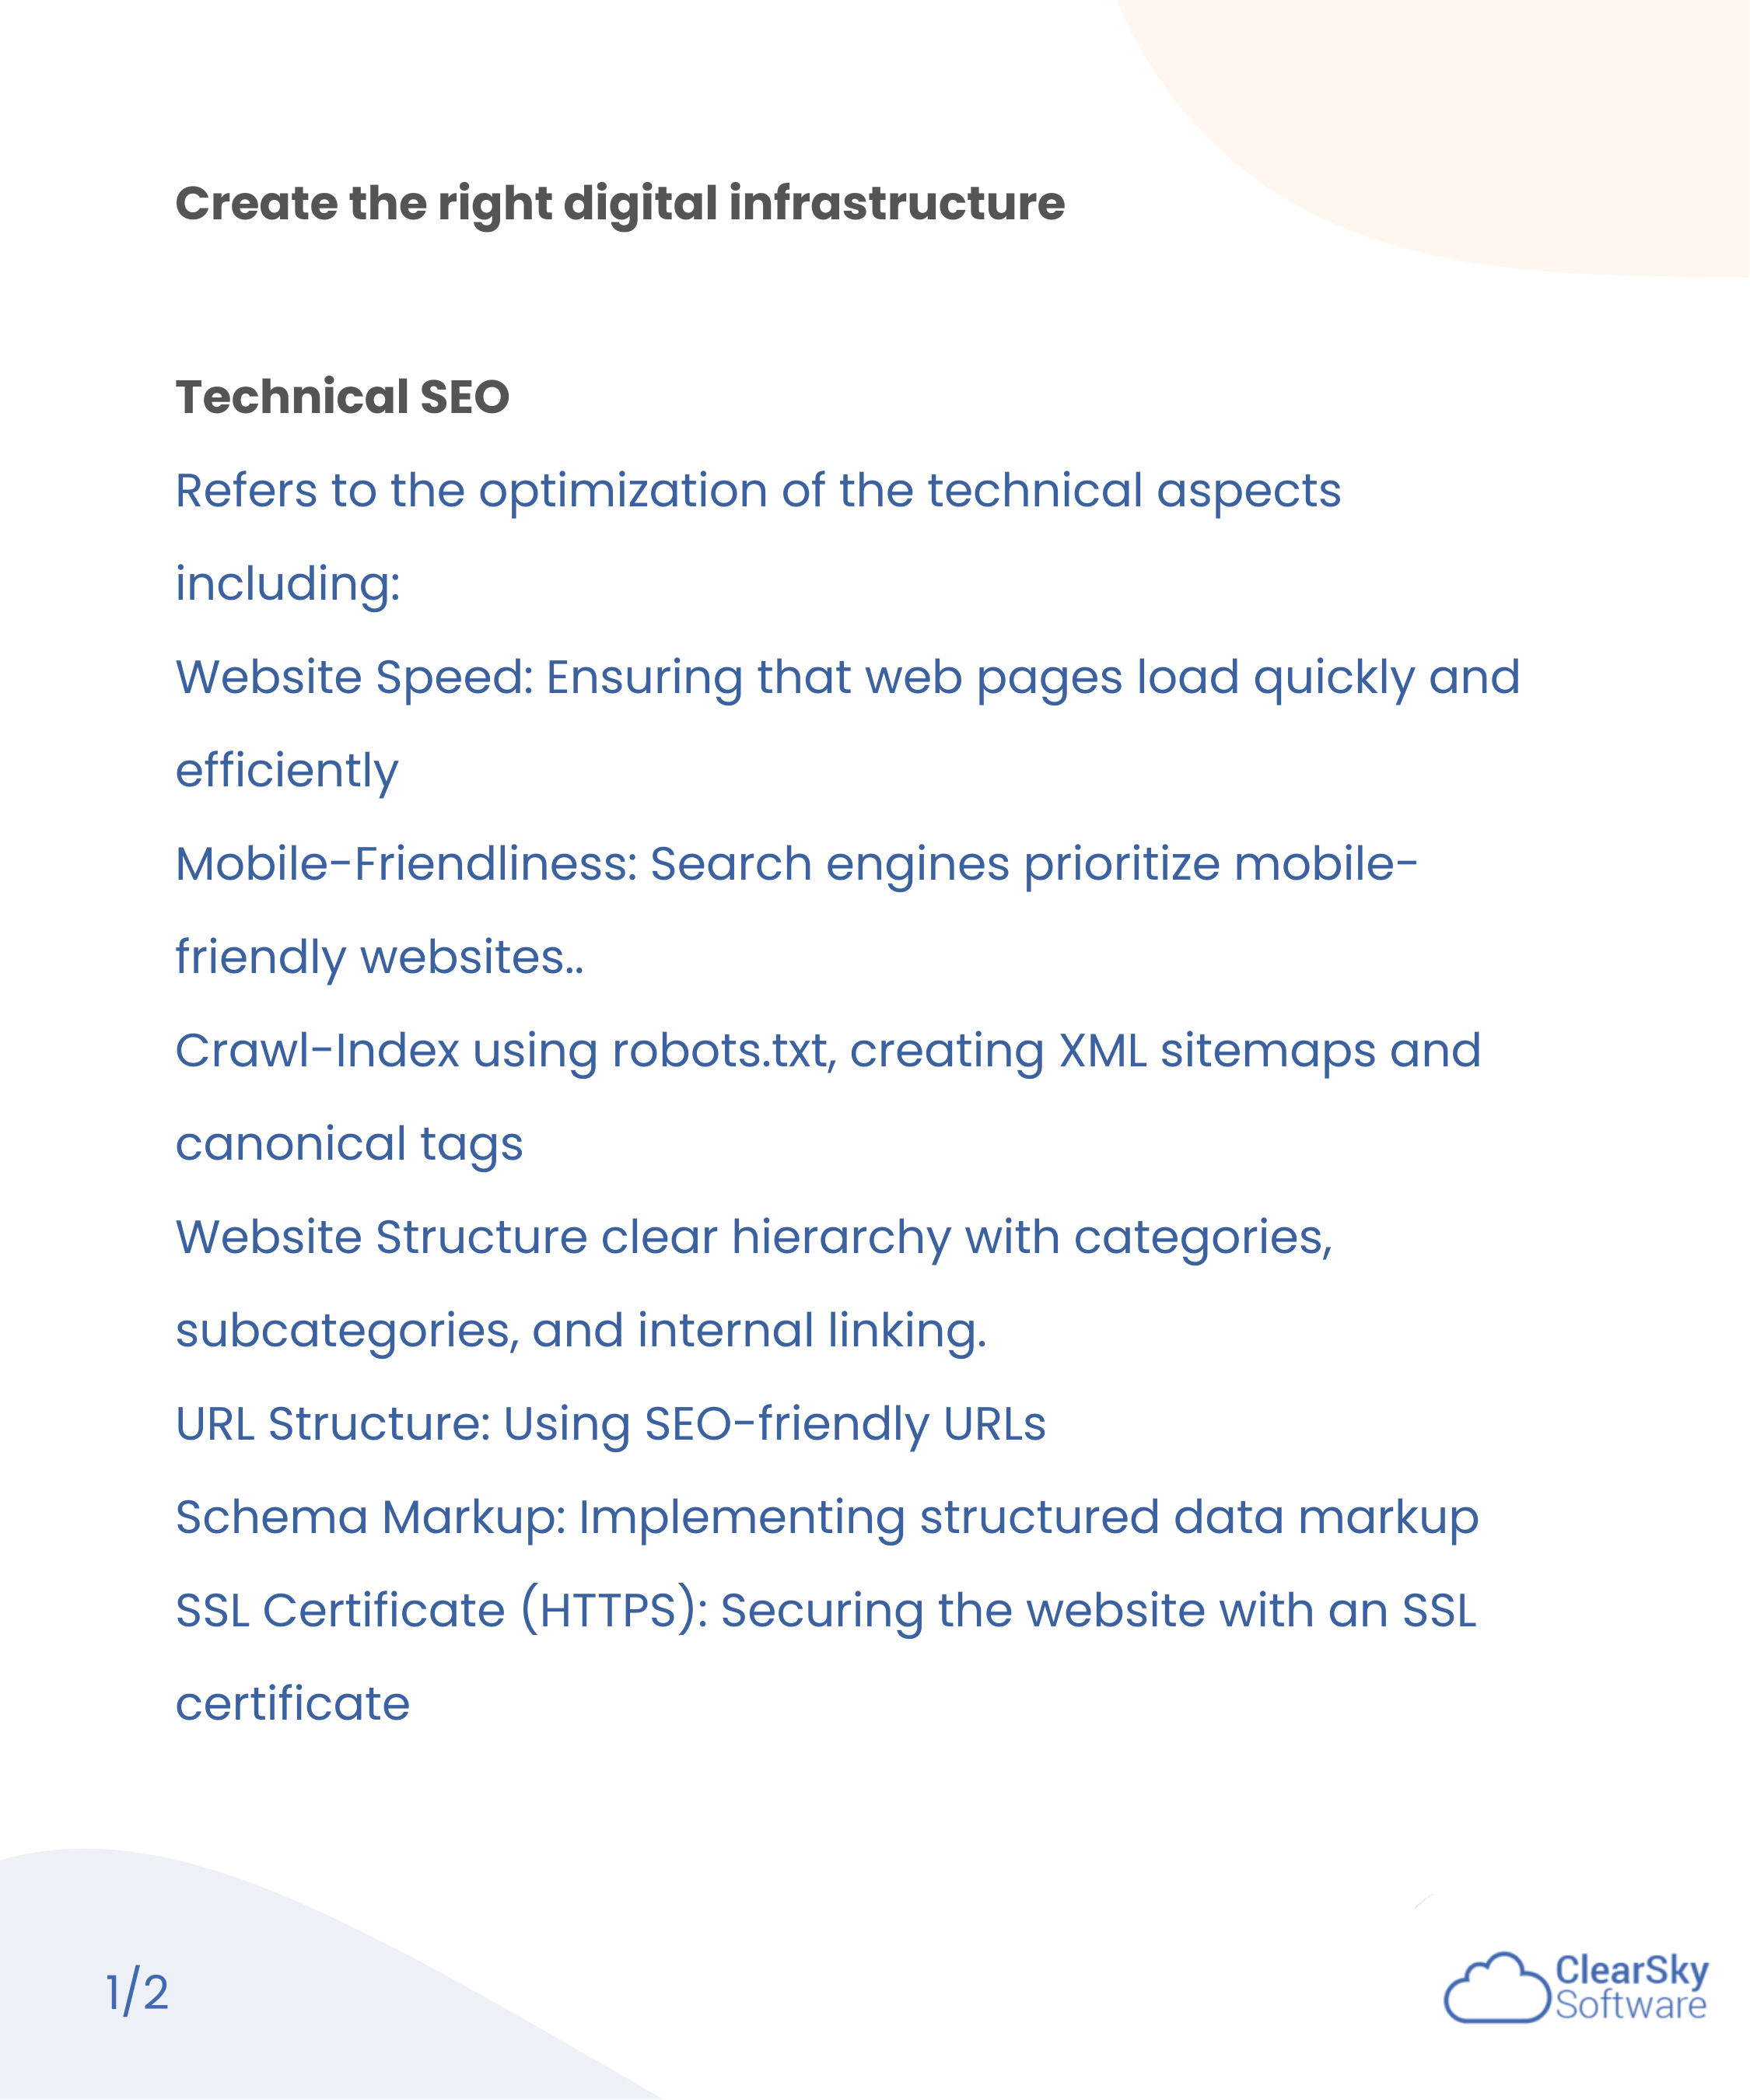 Create the right digital infrastructure
Technical SEO
Refers to the optimization of the technical aspects
including:
Website Speed: Ensuring that web pages load quickly and
efficiently
Mobile-Friendliness: Search engines prioritize mobile-
friendly websites..
Crawl-Index using robots.txt, creating XML sitemaps and
canonical tags
Website Structure clear hierarchy with categories,
subcategories, and internal linking.
URL Structure: Using SEO-friendly URLs
Schema Markup: Implementing structured data markup
SSL Certificate (HTTPS): Securing the website with an SSL
certificate
1/2
ClearSky
Software